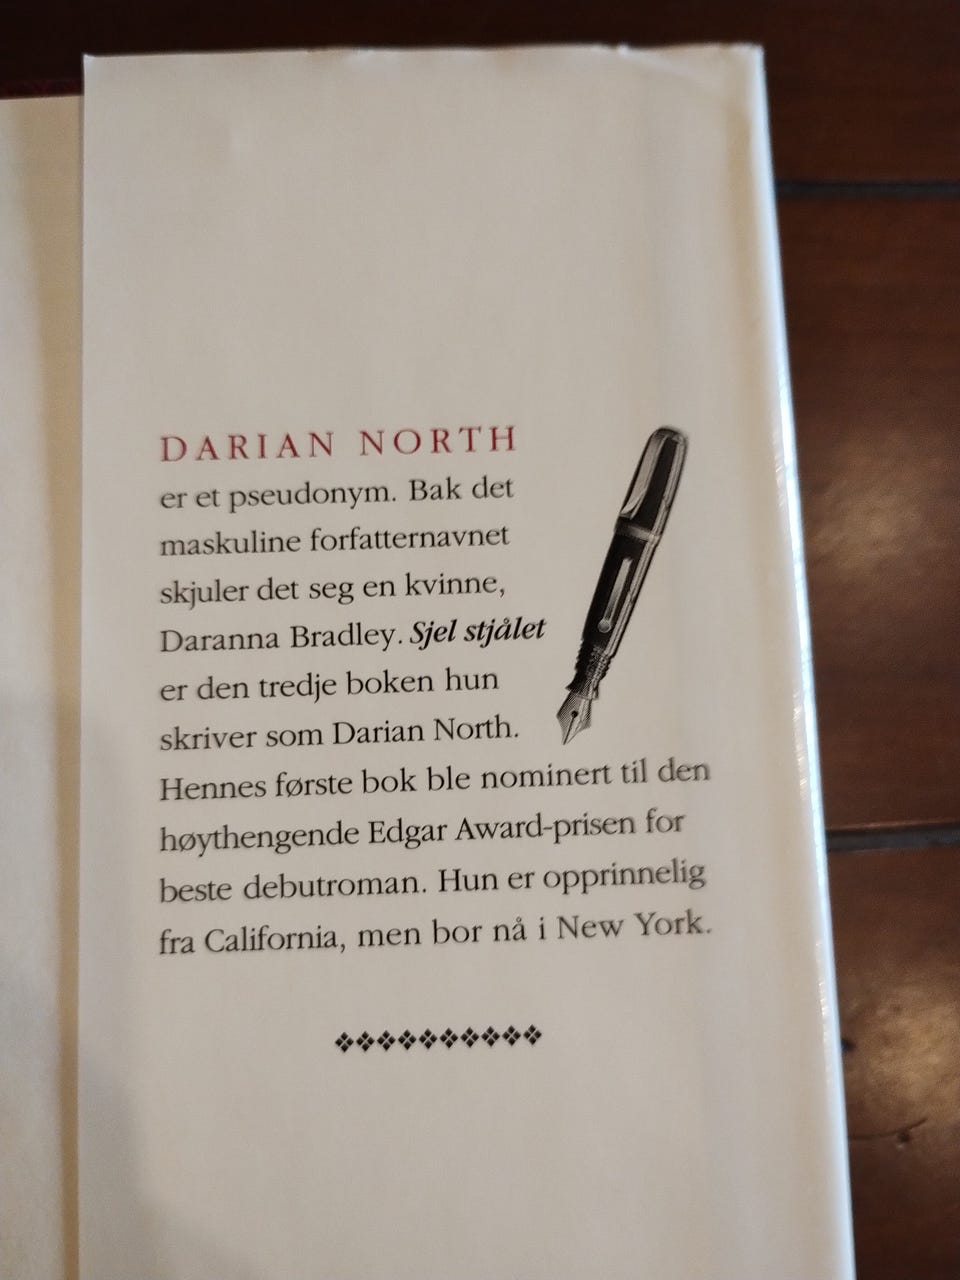 DARIAN NORTH
er et pseudonym. Bak det
maskuline forfatternavnet
skjuler det seg en kvinne,
Daranna Bradley. Sjel stjålet
er den tredje boken hun
skriver som Darian North.
Hennes første bok ble nominert til den
høythengende Edgar Award-prisen for
beste debutroman. Hun er opprinnelig
fra California, men bor nå i New York.